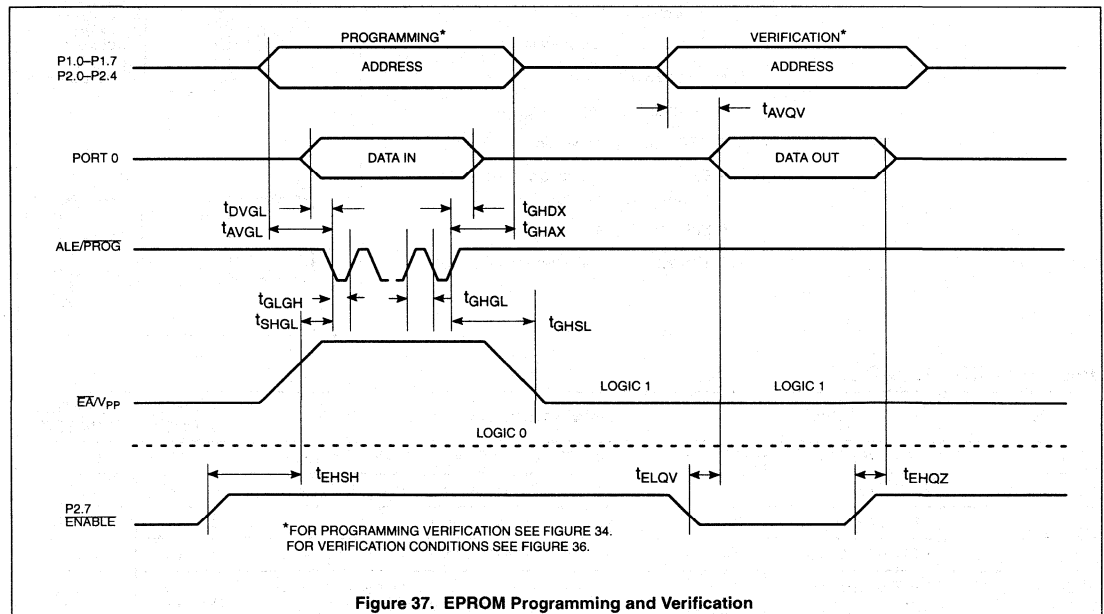 PROGRAMMING* VERIFICATION*
P1.0–P1.7
P2.0–P2.4
ADDRESS ADDRESS
tAVQV
PORT 0 DATA IN DATA OUT
tDVGL tGHDX
tAVGL tGHAX
ALE/PROG
tGLGH tGHGL
tSHGL tGHSL
LOGIC 1 LOGIC 1
EA/VPP
LOGIC 0
tEHSH tELQV tEHQZ
P2.7
ENABLE
*FOR PROGRAMMING VERIFICATION SEE FIGURE 34.
FOR VERIFICATION CONDITIONS SEE FIGURE 36.
Figure 37. EPROM Programming and Verification